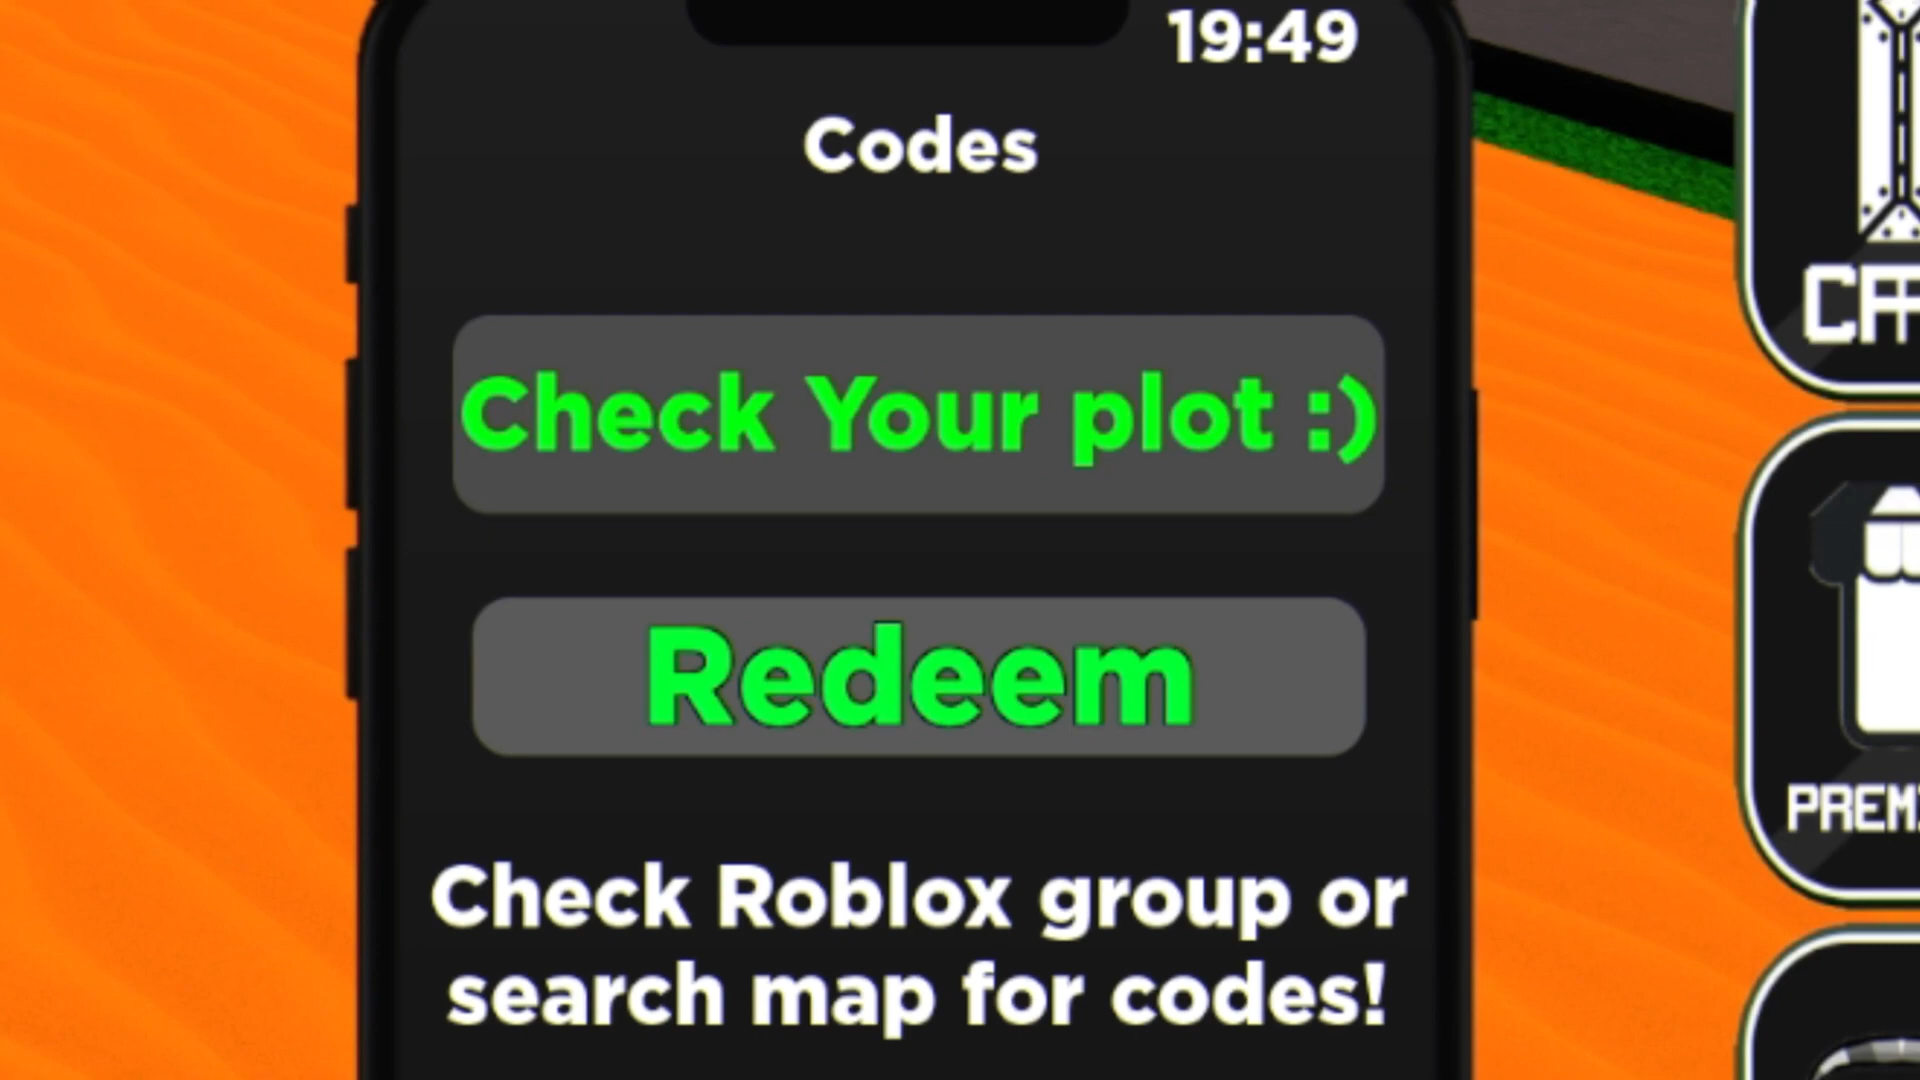 19:49
Codes
Check Your plot :)
Redeem
Check Roblox group or
search map for codes!